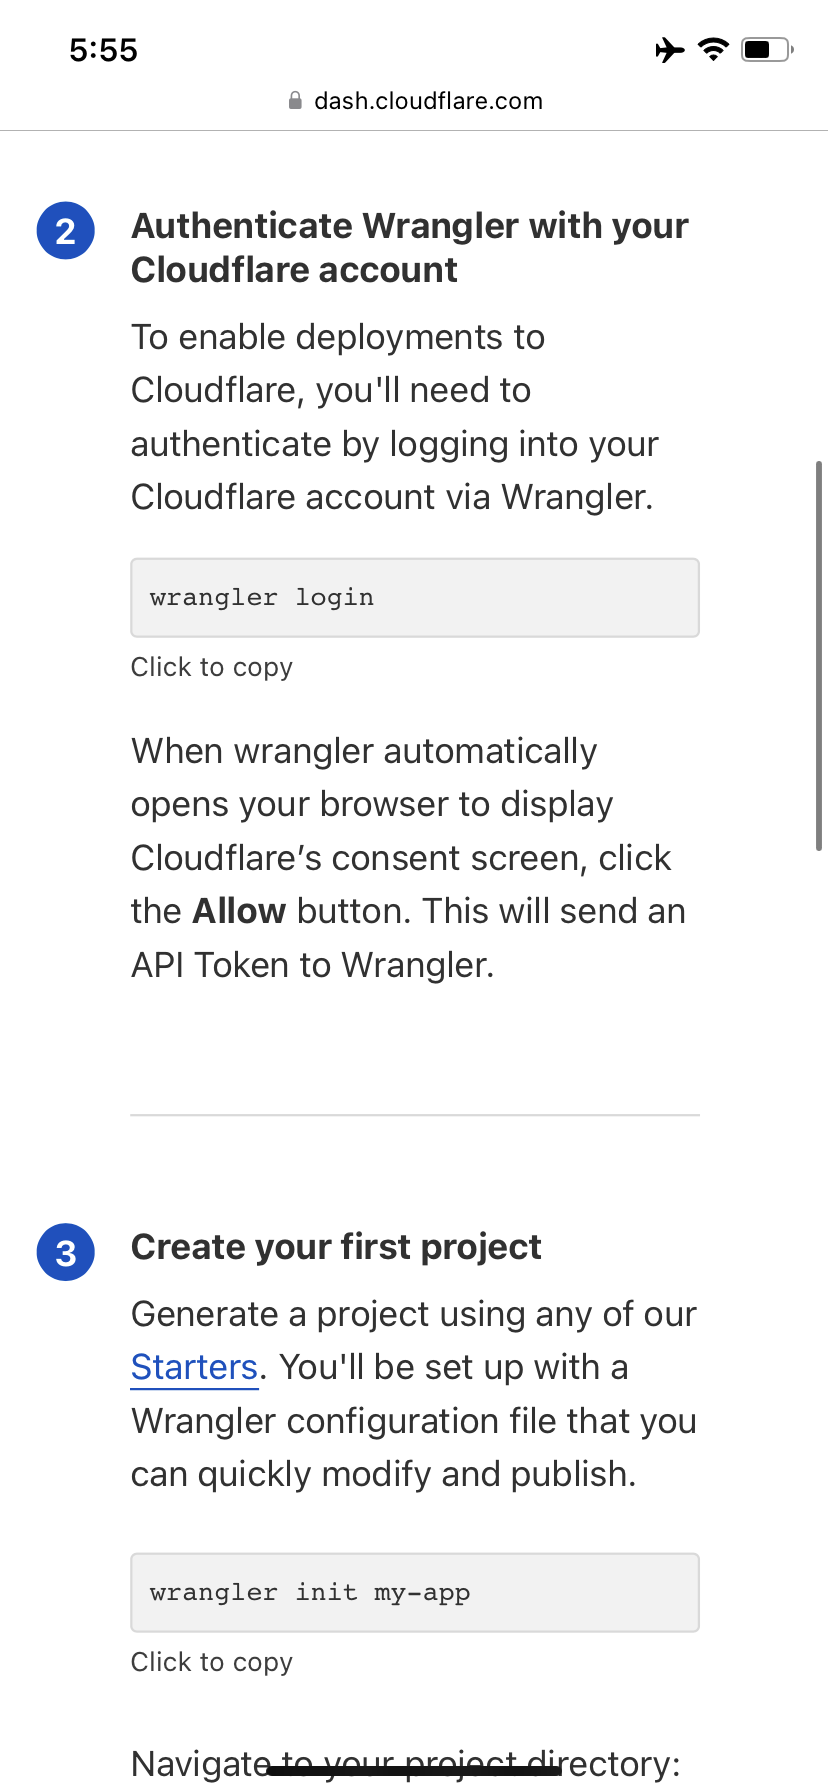 5:55
dash.cloudflare.com
2
Authenticate Wrangler with your
Cloudflare account
To enable deployments to
Cloudflare, you'll need to
authenticate by logging into your
Cloudflare account via Wrangler.
wrangler login
Click to copy
When wrangler automatically
opens your browser to display
Cloudflare’s consent screen, click
the Allow button. This will send an
API Token to Wrangler.
3
Create your first project
Generate a project using any of our
Starters. You'll be set up with a
Wrangler configuration file that you
can quickly modify and publish.
wrangler init my-app
Click to copy
Navigate to your project directory: